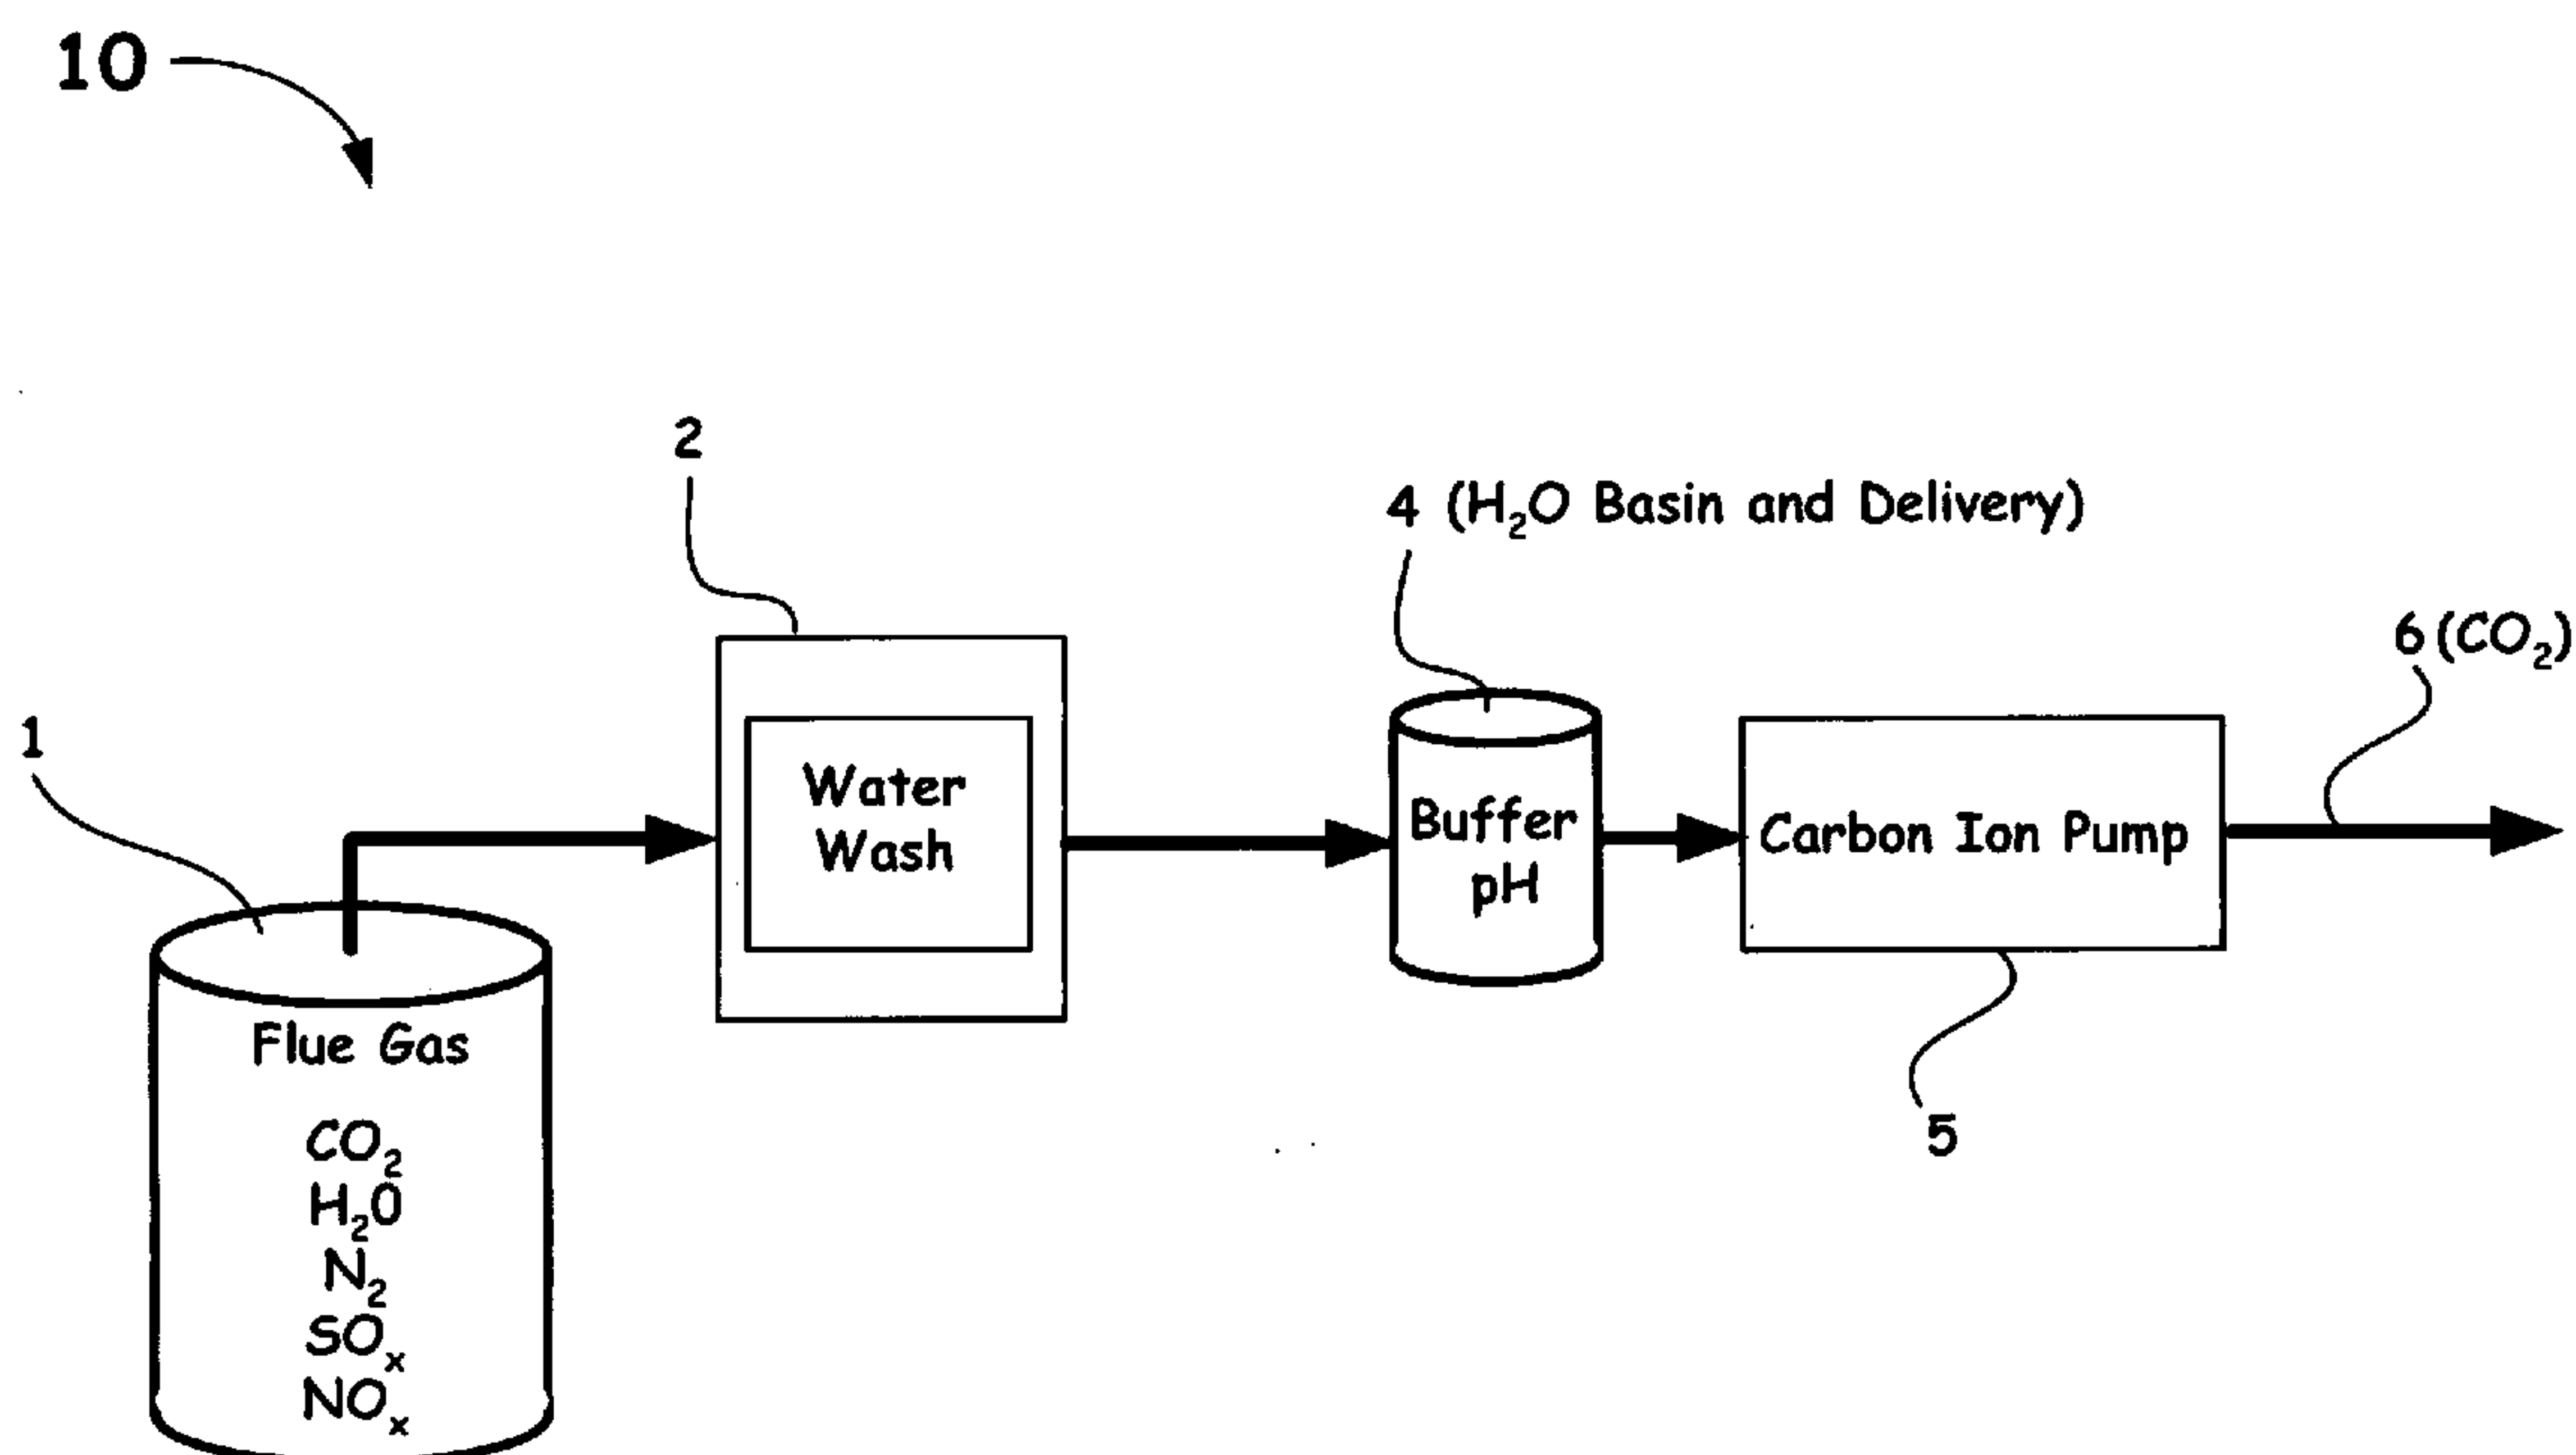 10
2
4 (H₂O Basin and Delivery)
6 (CO₂)
1
Water
Wash
Buffer
pH
Carbon Ion Pump
5
Flue Gas
CO₂
H₂O
N₂
SOₓ
NOₓ